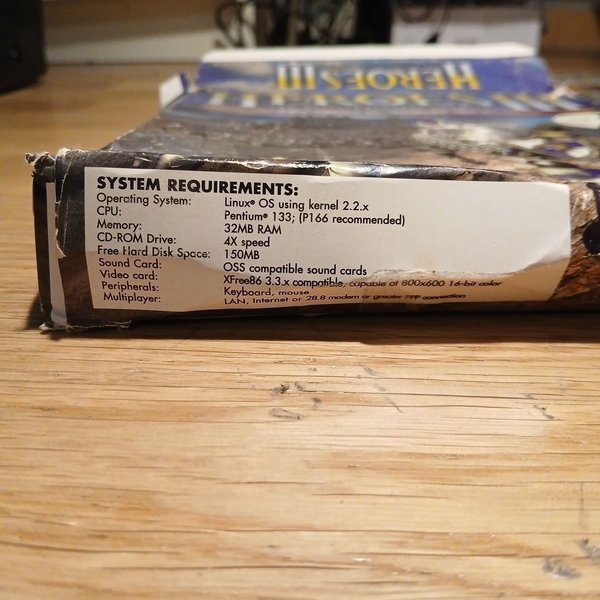 HEROES III
SYSTEM REQUIREMENTS:
Operating System: Linux® OS using kernel 2.2.x
CPU: Pentium® 133; (P166 recommended)
Memory: 32MB RAM
CD-ROM Drive: 4X speed
Free Hard Disk Space: 150MB
Sound Card: OSS compatible sound cards
Video card: XFree86 3.3.x compatible, capable of 800x600 16-bit color
Peripherals: Keyboard, mouse
Multiplayer: LAN, Internet or 28.8 modem or greater PPP connection